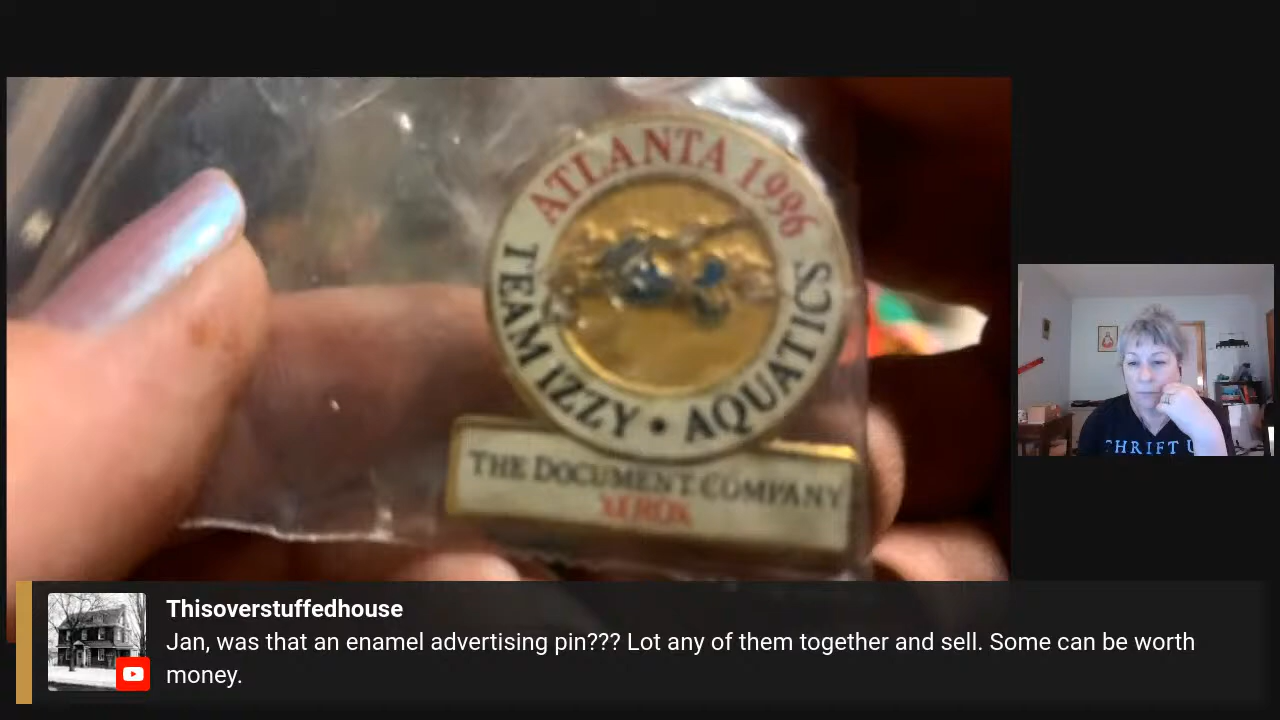 ATLANTA 1996
TEAM IZZY • AQUATICS
THE DOCUMENT COMPANY
XEROX
THRIFT U
Thisoverstuffedhouse
Jan, was that an enamel advertising pin??? Lot any of them together and sell. Some can be worth
money.